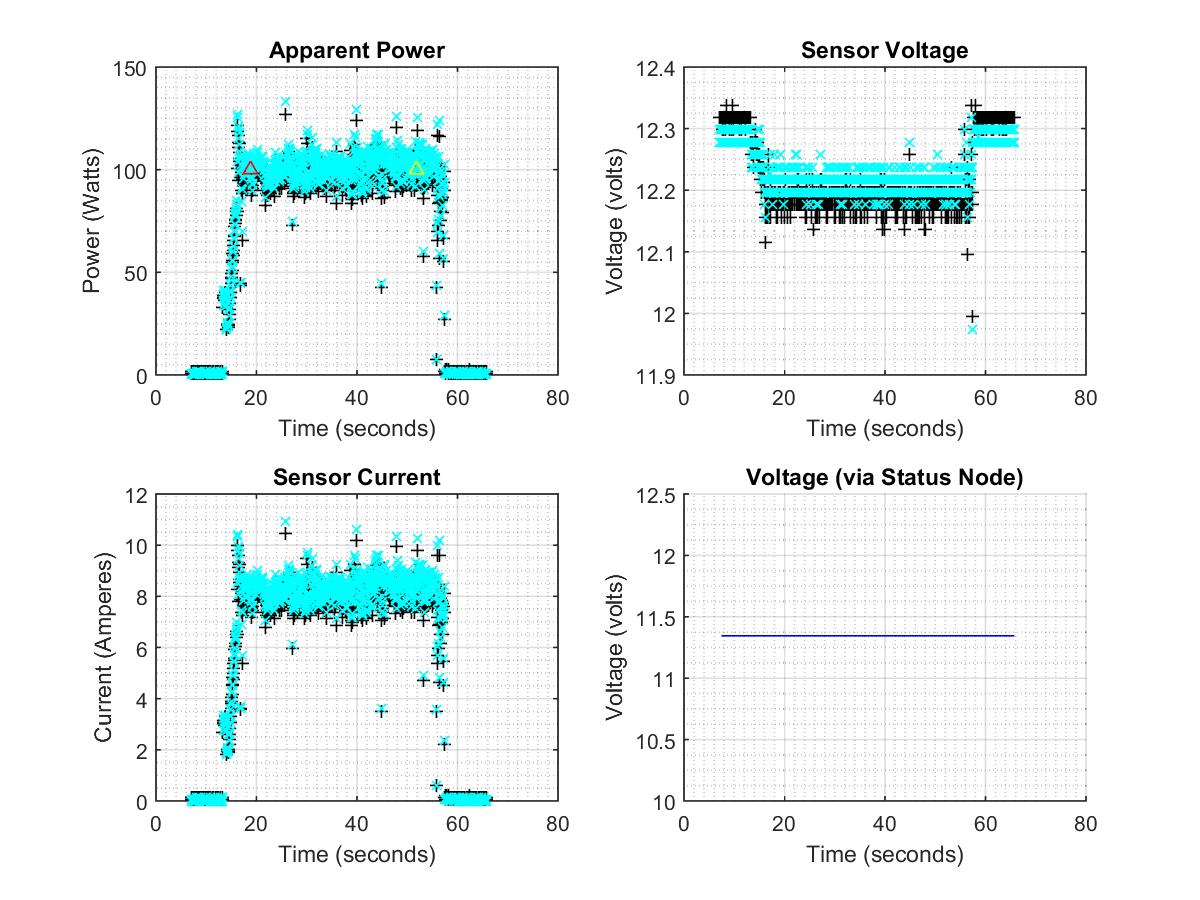 Apparent Power
150
100
50
0
0 20 40 60 80
Power (Watts)
Time (seconds)
Sensor Voltage
12.4
12.3
12.2
12.1
12
11.9
0 20 40 60 80
Voltage (volts)
Time (seconds)
Sensor Current
12
10
8
6
4
2
0
0 20 40 60 80
Current (Amperes)
Time (seconds)
Voltage (via Status Node)
12.5
12
11.5
11
10.5
10
0 20 40 60 80
Voltage (volts)
Time (seconds)